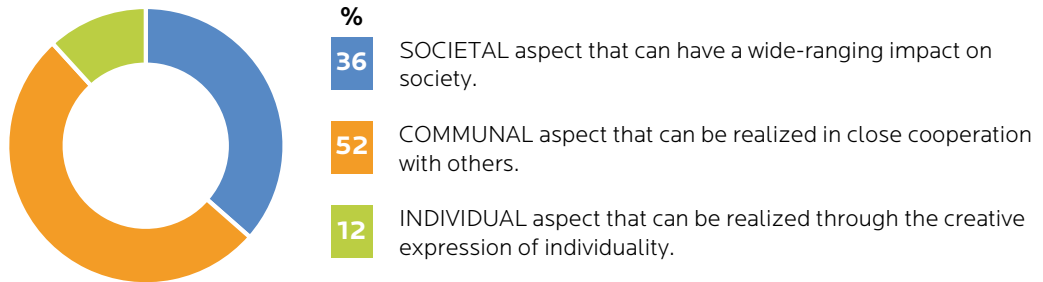 %
36
SOCIETAL aspect that can have a wide-ranging impact on
society.
52
COMMUNAL aspect that can be realized in close cooperation
with others.
12
INDIVIDUAL aspect that can be realized through the creative
expression of individuality.